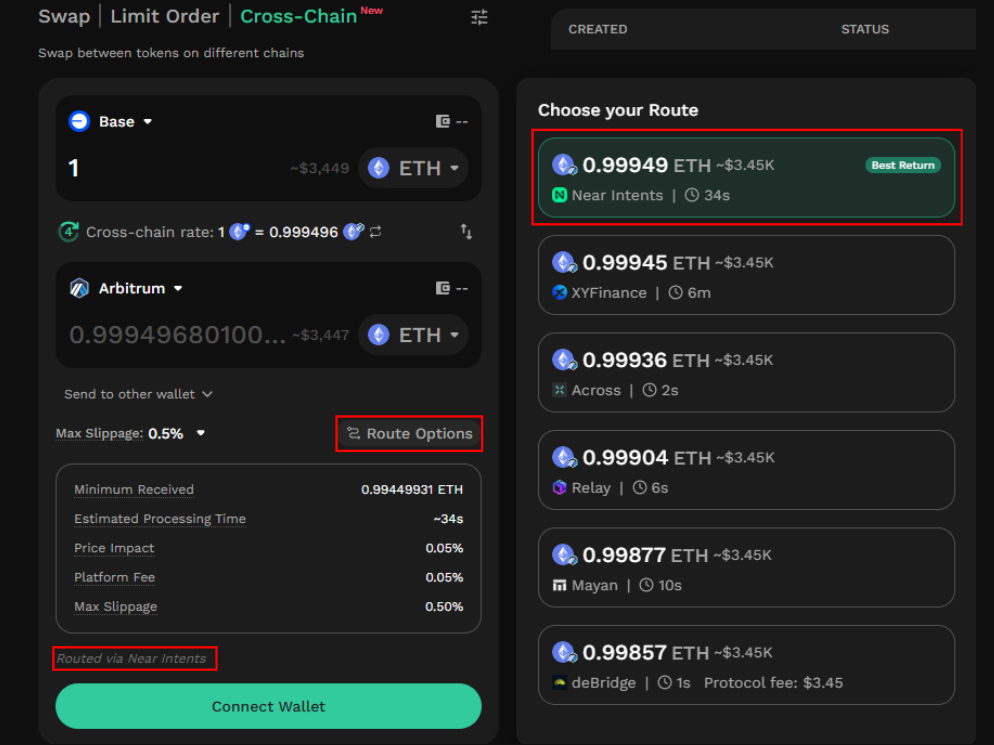 Swap | Limit Order | Cross-Chain New
Swap between tokens on different chains
Base --
1 ~$3,449 ETH
4 Cross-chain rate: 1 = 0.999496
Arbitrum --
0.99949680100... ~$3,447 ETH
Send to other wallet
Max Slippage: 0.5%
Route Options
Minimum Received 0.99449931 ETH
Estimated Processing Time ~34s
Price Impact 0.05%
Platform Fee 0.05%
Max Slippage 0.50%
Routed via Near Intents
Connect Wallet
CREATED STATUS
Choose your Route
0.99949 ETH ~$3.45K Best Return
Near Intents | 34s
0.99945 ETH ~$3.45K
XYFinance | 6m
0.99936 ETH ~$3.45K
Across | 2s
0.99904 ETH ~$3.45K
Relay | 6s
0.99877 ETH ~$3.45K
Mayan | 10s
0.99857 ETH ~$3.45K
deBridge | 1s Protocol fee: $3.45